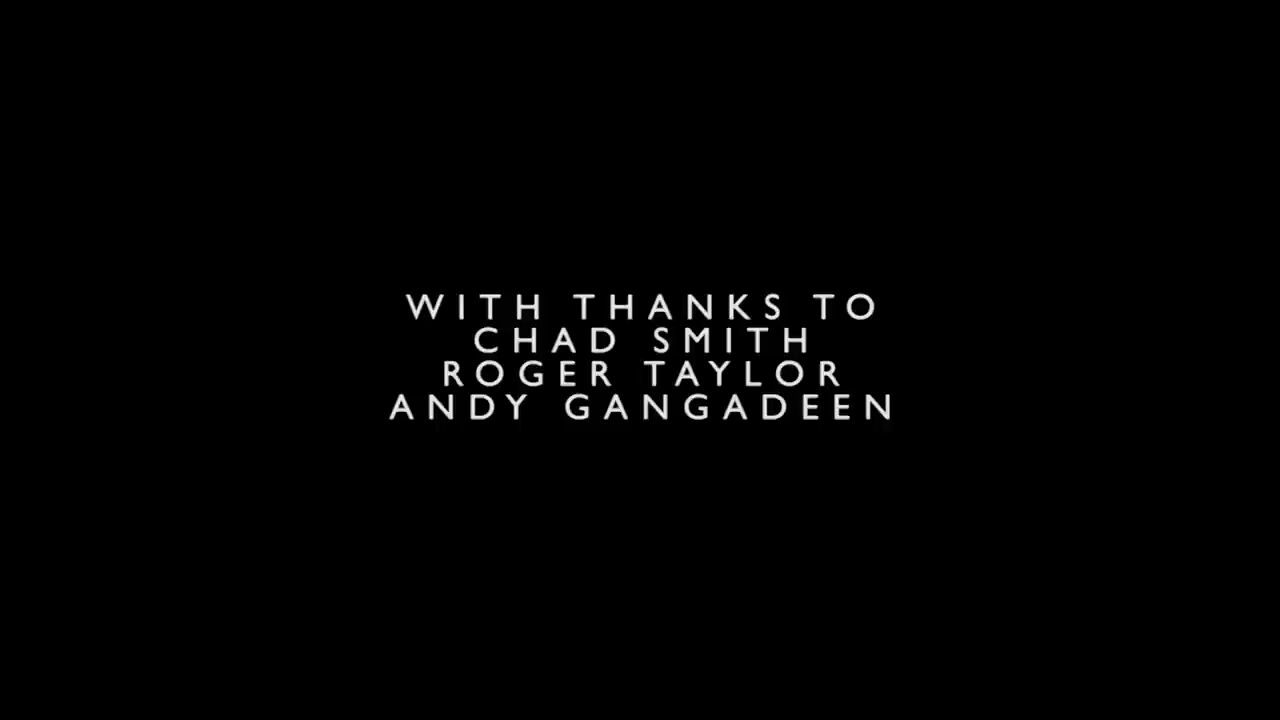 WITH THANKS TO
CHAD SMITH
ROGER TAYLOR
ANDY GANGADEEN